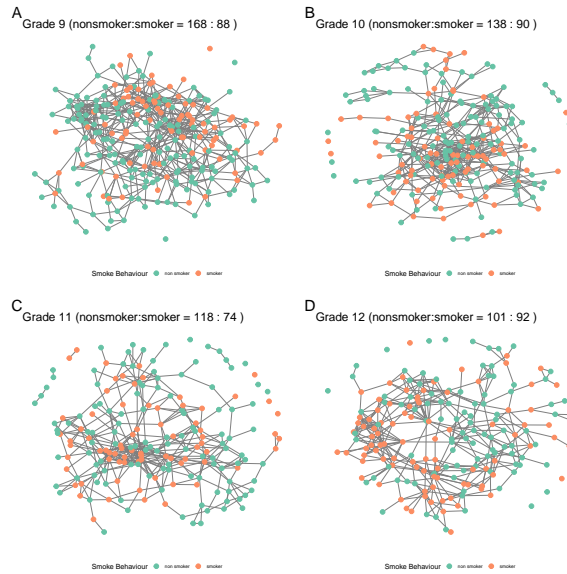 A
Grade 9 (nonsmoker:smoker = 168 : 88 )
Smoke Behaviour non smoker smoker
B
Grade 10 (nonsmoker:smoker = 138 : 90 )
Smoke Behaviour non smoker smoker
C
Grade 11 (nonsmoker:smoker = 118 : 74 )
Smoke Behaviour non smoker smoker
D
Grade 12 (nonsmoker:smoker = 101 : 92 )
Smoke Behaviour non smoker smoker